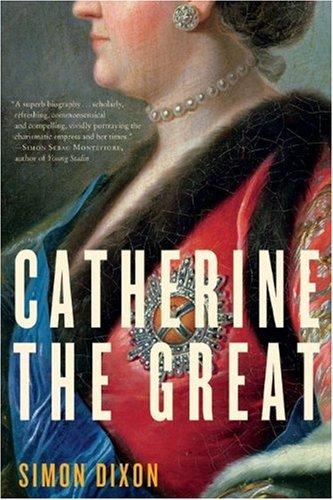 "A superb biography . . . scholarly,
refreshing, commonsensical
and compelling, vividly portraying the
charismatic empress and her times."
—Simon Sebag Montefiore,
author of Young Stalin
CATHERINE
THE GREAT
SIMON DIXON